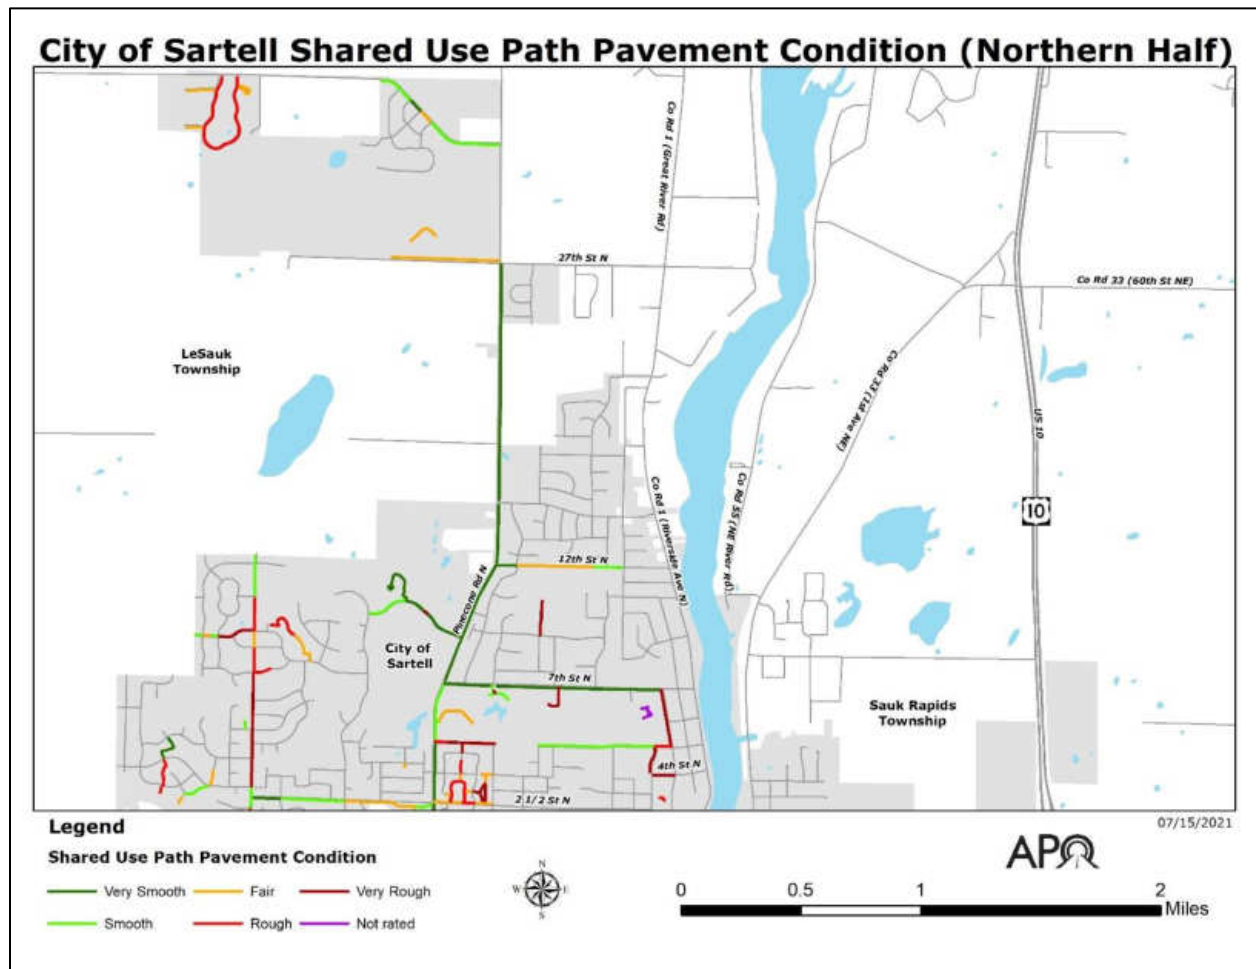 City of Sartell Shared Use Path Pavement Condition (Northern Half)
Co Rd 1 (Great River Rd)
27th St N
Co Rd 33 (60th St NE)
LeSauk
Township
Co Rd 33 (1st Ave NE)
US 10
Co Rd 1 (Riverside Ave N)
Co Rd 55 (NE River Rd)
10
12th St N
Pinecone Rd N
City of
Sartell
7th St N
Sauk Rapids
Township
4th St N
2 1/2 St N
07/15/2021
Legend
Shared Use Path Pavement Condition
Very Smooth
Fair
Very Rough
Smooth
Rough
Not rated
N
W
E
S
APO
0
0.5
1
2
Miles